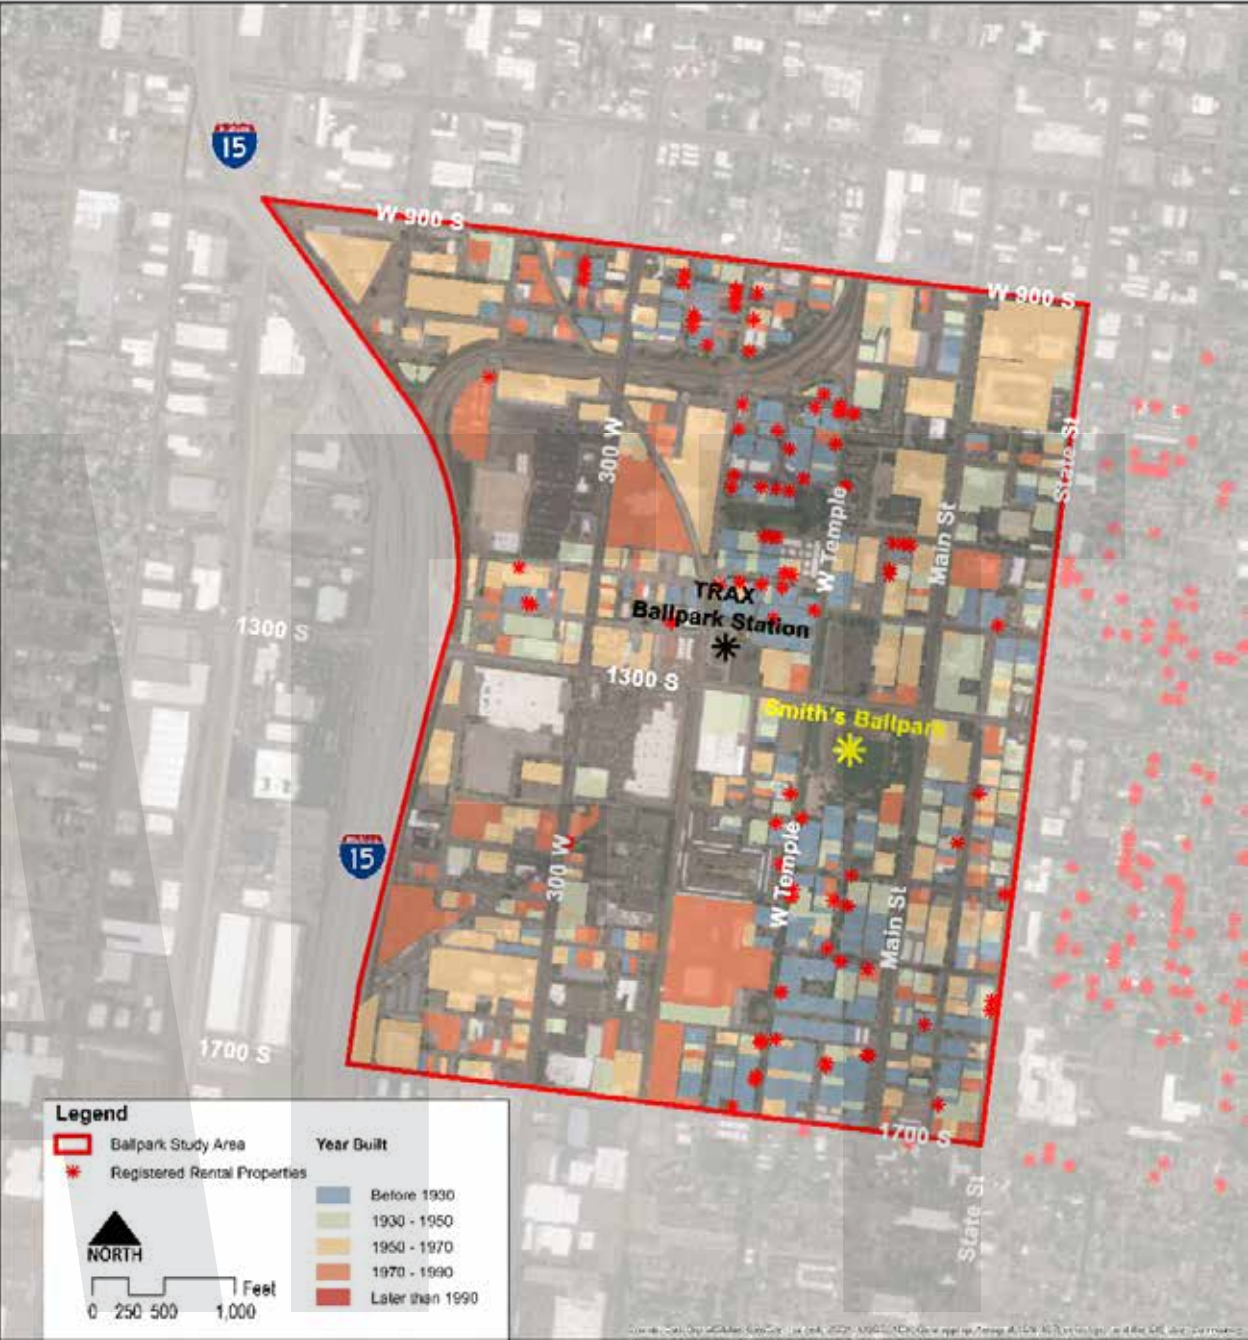 15
W 900 S
W 900 S
State St
300 W
W Temple
Main St
TRAX
Ballpark Station
1300 S
1300 S
Smith's Ballpark
15
300 W
W Temple
Main St
1700 S
1700 S
State St
Legend
Ballpark Study Area
Registered Rental Properties
NORTH
Feet
0 250 500 1,000
Year Built
Before 1930
1930 - 1950
1950 - 1970
1970 - 1990
Later than 1990